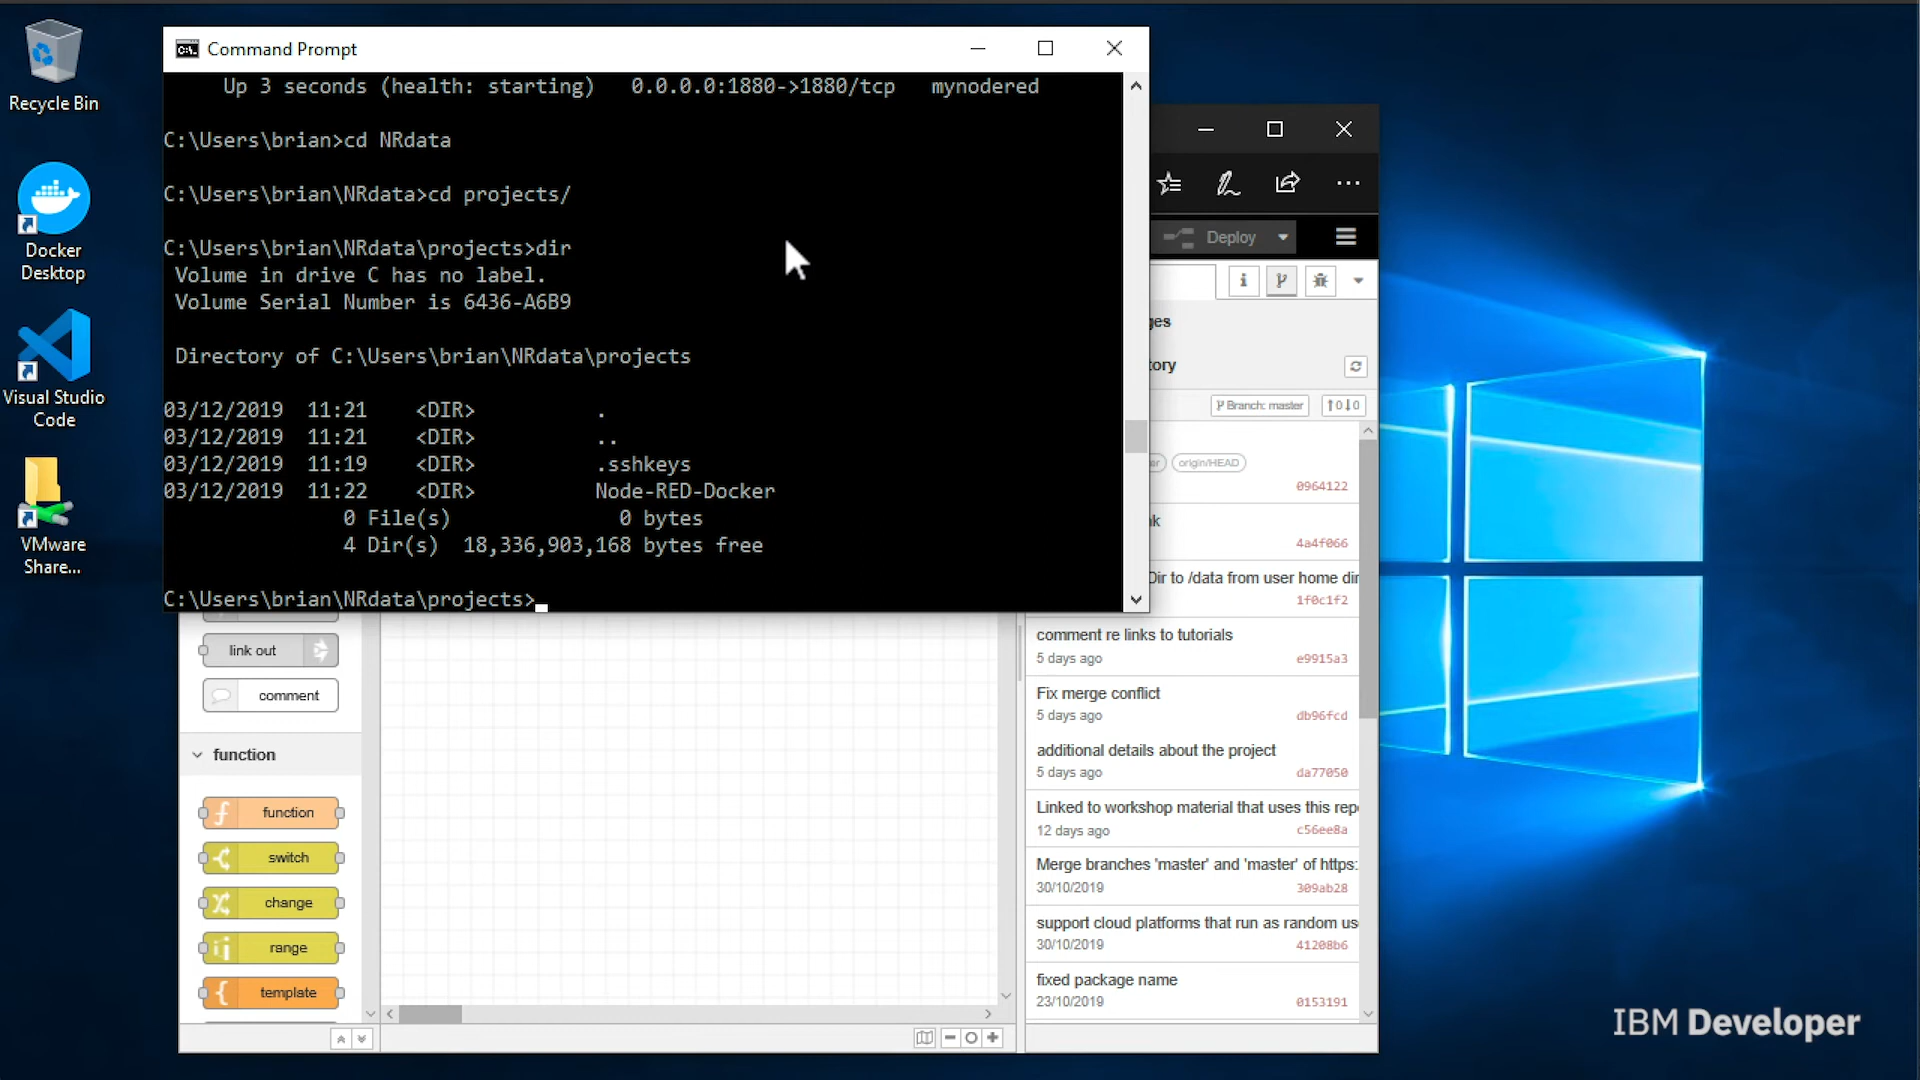 Recycle Bin
Docker
Desktop
Visual Studio
Code
VMware
Share...
Command Prompt
Up 3 seconds (health: starting)   0.0.0.0:1880->1880/tcp   mynodered
C:\Users\brian>cd NRdata
C:\Users\brian\NRdata>cd projects/
C:\Users\brian\NRdata\projects>dir
Volume in drive C has no label.
Volume Serial Number is 6436-A6B9
Directory of C:\Users\brian\NRdata\projects
03/12/2019  11:21    <DIR>          .
03/12/2019  11:21    <DIR>          ..
03/12/2019  11:19    <DIR>          .sshkeys
03/12/2019  11:22    <DIR>          Node-RED-Docker
0 File(s)              0 bytes
4 Dir(s)  18,336,903,168 bytes free
C:\Users\brian\NRdata\projects>
link out
comment
function
function
switch
change
range
template
Deploy
ges
tory
Branch: master
0 0
er origin/HEAD
0964122
nk
4a4f066
Dir to /data from user home dir
1f0c1f2
comment re links to tutorials
5 days ago e9915a3
Fix merge conflict
5 days ago db96fcd
additional details about the project
5 days ago da77050
Linked to workshop material that uses this repo
12 days ago c56ee8a
Merge branches 'master' and 'master' of https:
30/10/2019 309ab28
support cloud platforms that run as random us
30/10/2019 41208b6
fixed package name
23/10/2019 0153191
IBM Developer